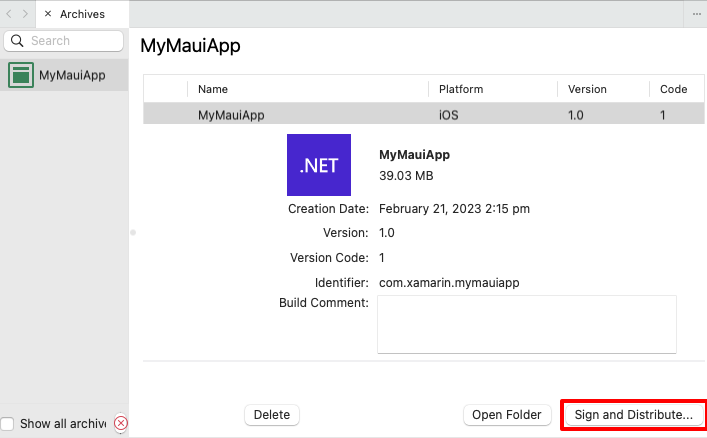 Archives
Search
MyMauiApp
MyMauiApp
Name Platform Version Code
MyMauiApp iOS 1.0 1
.NET
MyMauiApp
39.03 MB
Creation Date: February 21, 2023 2:15 pm
Version: 1.0
Version Code: 1
Identifier: com.xamarin.mymauiapp
Build Comment:
Show all archive
Delete Open Folder Sign and Distribute...